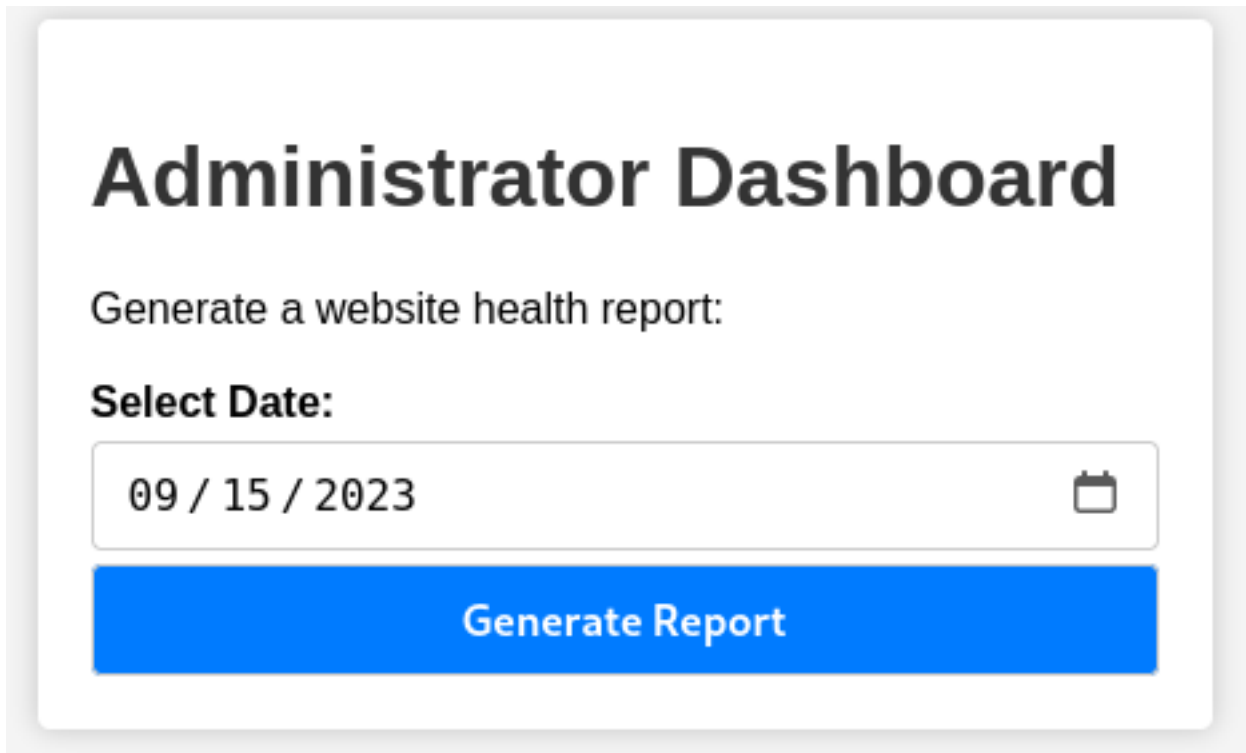 Administrator Dashboard
Generate a website health report:
Select Date:
09/15/2023
Generate Report